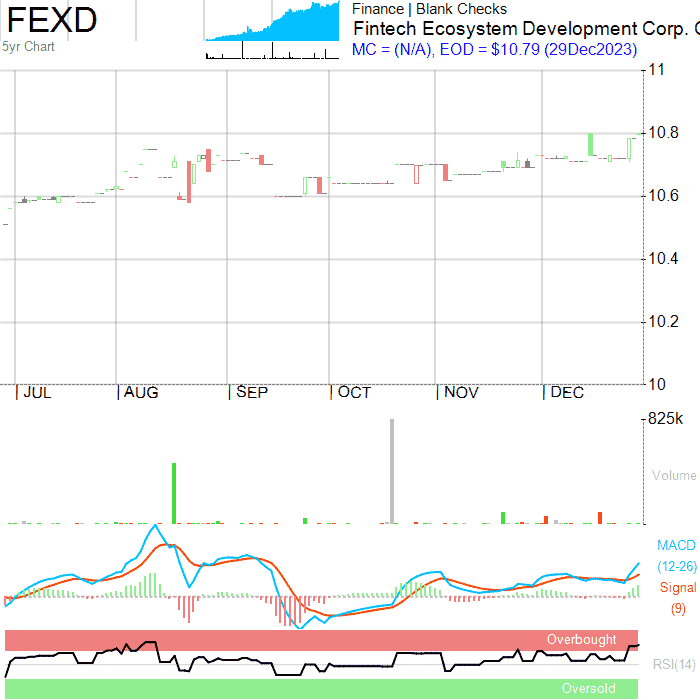 FEXD
5yr Chart
Finance | Blank Checks
Fintech Ecosystem Development Corp. C
MC = (N/A), EOD = $10.79 (29Dec2023)
11
10.8
10.6
10.4
10.2
10
JUL AUG SEP OCT NOV DEC
825k
Volume
MACD
(12-26)
Signal
(9)
Overbought
RSI(14)
Oversold